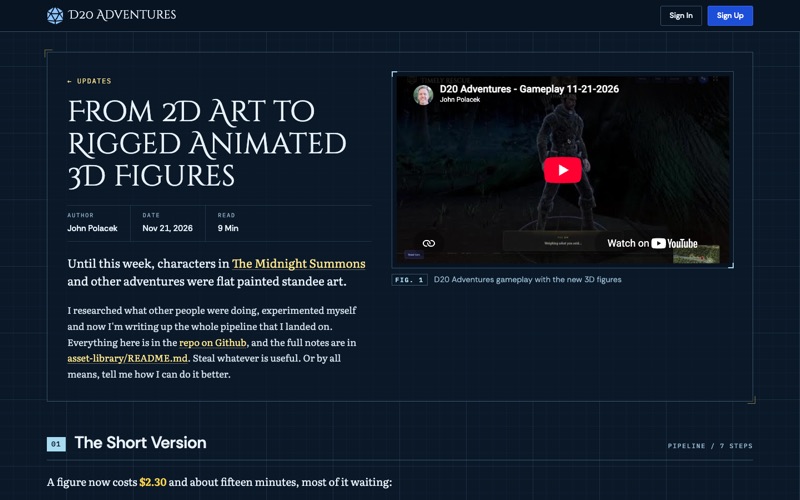 D20 Adventures
Sign In
Sign Up
← UPDATES
From 2D Art to
Rigged Animated
3D Figures
AUTHOR
John Polacek
DATE
Nov 21, 2026
READ
9 Min
Until this week, characters in The Midnight Summons
and other adventures were flat painted standee art.
I researched what other people were doing, experimented myself
and now I'm writing up the whole pipeline that I landed on.
Everything here is in the repo on Github, and the full notes are in
asset-library/README.md. Steal whatever is useful. Or by all
means, tell me how I can do it better.
D20 Adventures - Gameplay 11-21-2026
John Polacek
Watch on YouTube
FIG. 1
D20 Adventures gameplay with the new 3D figures
01
The Short Version
PIPELINE / 7 STEPS
A figure now costs $2.30 and about fifteen minutes, most of it waiting: